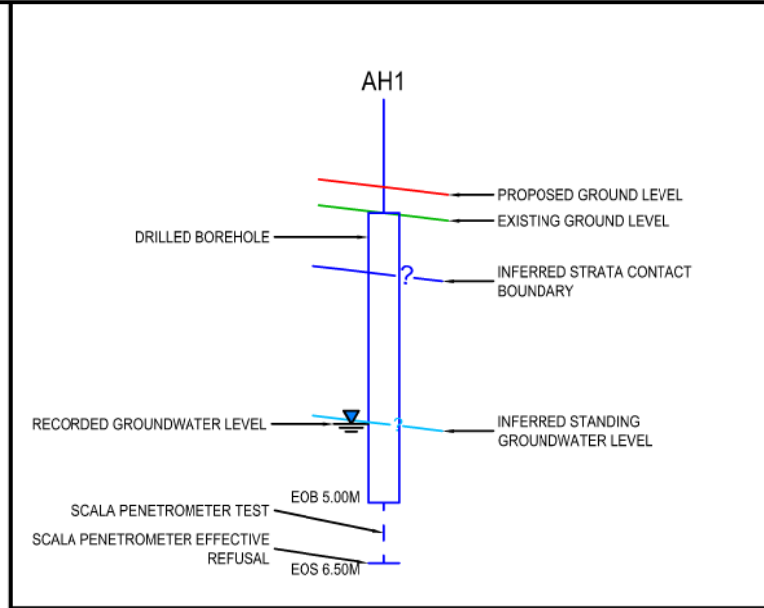 AH1
PROPOSED GROUND LEVEL
EXISTING GROUND LEVEL
DRILLED BOREHOLE
?
INFERRED STRATA CONTACT
BOUNDARY
RECORDED GROUNDWATER LEVEL
?
INFERRED STANDING
GROUNDWATER LEVEL
EOB 5.00M
SCALA PENETROMETER TEST
SCALA PENETROMETER EFFECTIVE
REFUSAL
EOS 6.50M